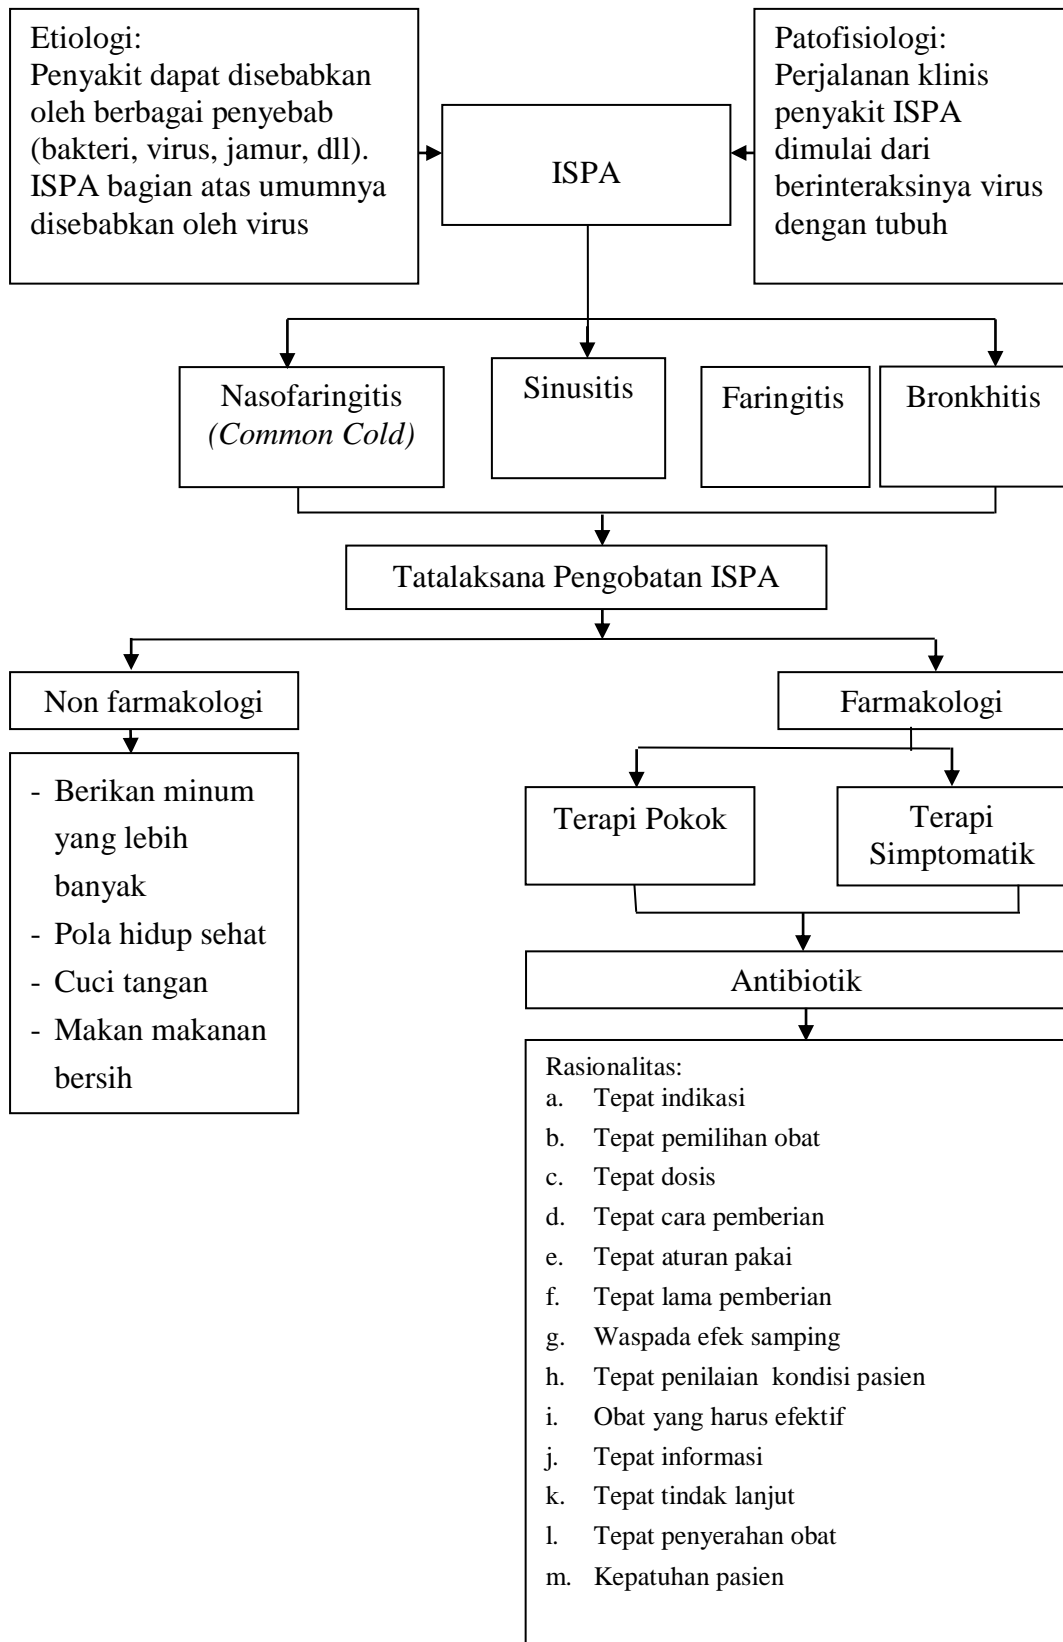 Etiologi:
Penyakit dapat disebabkan
oleh berbagai penyebab
(bakteri, virus, jamur, dll).
ISPA bagian atas umumnya
disebabkan oleh virus
ISPA
Patofisiologi:
Perjalanan klinis
penyakit ISPA
dimulai dari
berinteraksinya virus
dengan tubuh
Nasofaringitis
(Common Cold)
Sinusitis
Faringitis
Bronkhitis
Tatalaksana Pengobatan ISPA
Non farmakologi
Farmakologi
- Berikan minum
yang lebih
banyak
- Pola hidup sehat
- Cuci tangan
- Makan makanan
bersih
Terapi Pokok
Terapi
Simptomatik
Antibiotik
Rasionalitas:
a. Tepat indikasi
b. Tepat pemilihan obat
c. Tepat dosis
d. Tepat cara pemberian
e. Tepat aturan pakai
f. Tepat lama pemberian
g. Waspada efek samping
h. Tepat penilaian kondisi pasien
i. Obat yang harus efektif
j. Tepat informasi
k. Tepat tindak lanjut
l. Tepat penyerahan obat
m. Kepatuhan pasien